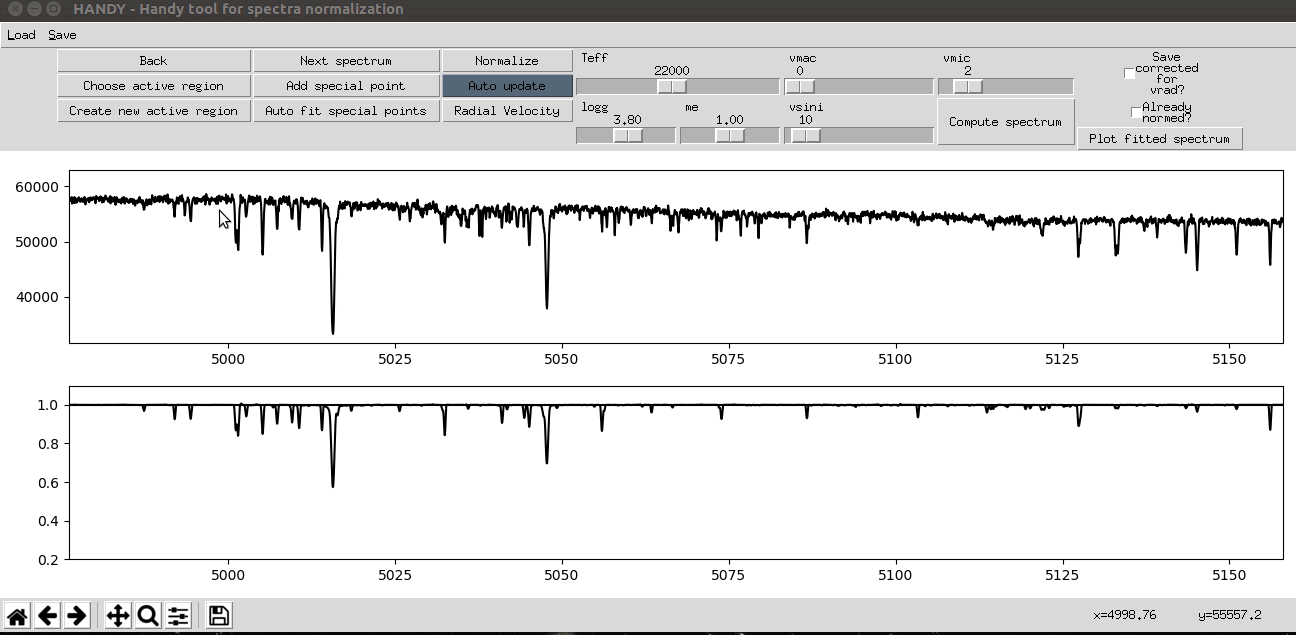 HANDY - Handy tool for spectra normalization
Load Save
Back Next spectrum Normalize
Choose active region Add special point Auto update
Create new active region Auto fit special points Radial Velocity
Teff vmac vmic
22000 0 2
logg me vsini
3.80 1.00 10
Compute spectrum
Save
corrected
for
vrad?
Already
normed?
Plot fitted spectrum
60000
50000
40000
5000 5025 5050 5075 5100 5125 5150
1.0
0.8
0.6
0.4
0.2
5000 5025 5050 5075 5100 5125 5150
x=4998.76 y=55557.2